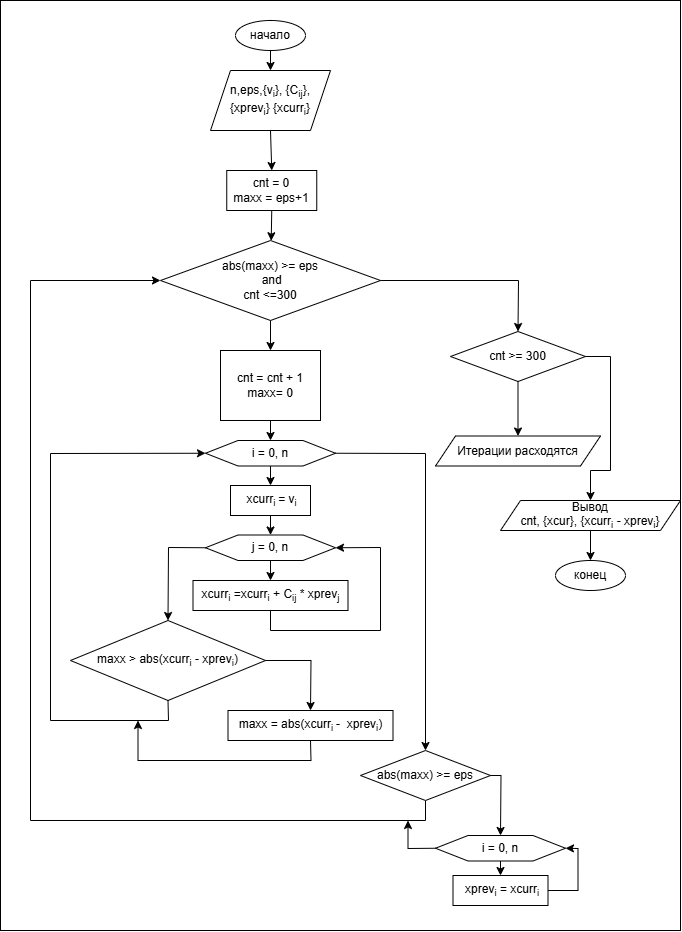 начало
n,eps,{vᵢ}, {Cᵢⱼ},
{xprevᵢ} {xcurrᵢ}
cnt = 0
maxx = eps+1
abs(maxx) >= eps
and
cnt <=300
cnt >= 300
cnt = cnt + 1
maxx= 0
i = 0, n
Итерации расходятся
xcurrᵢ = vᵢ
Вывод
cnt, {xcur}, {xcurrᵢ - xprevᵢ}
j = 0, n
конец
xcurrᵢ =xcurrᵢ + Cᵢⱼ * xprevⱼ
maxx > abs(xcurrᵢ - xprevᵢ)
maxx = abs(xcurrᵢ - xprevᵢ)
abs(maxx) >= eps
i = 0, n
xprevᵢ = xcurrᵢ